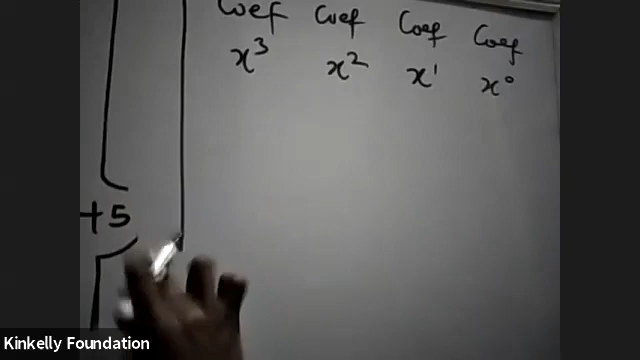 Coef Coef Coef Coef
x³ x² x¹ x⁰
+5
Kinkelly Foundation